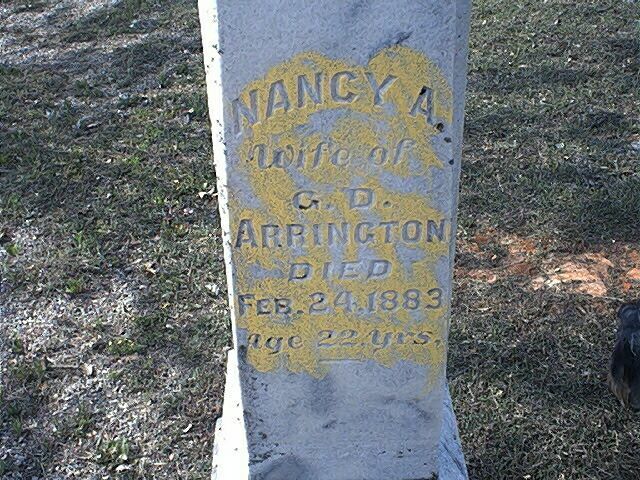 NANCY A.
Wife of
G. D.
ARRINGTON
DIED
FEB. 24. 1883
age 22 yrs.